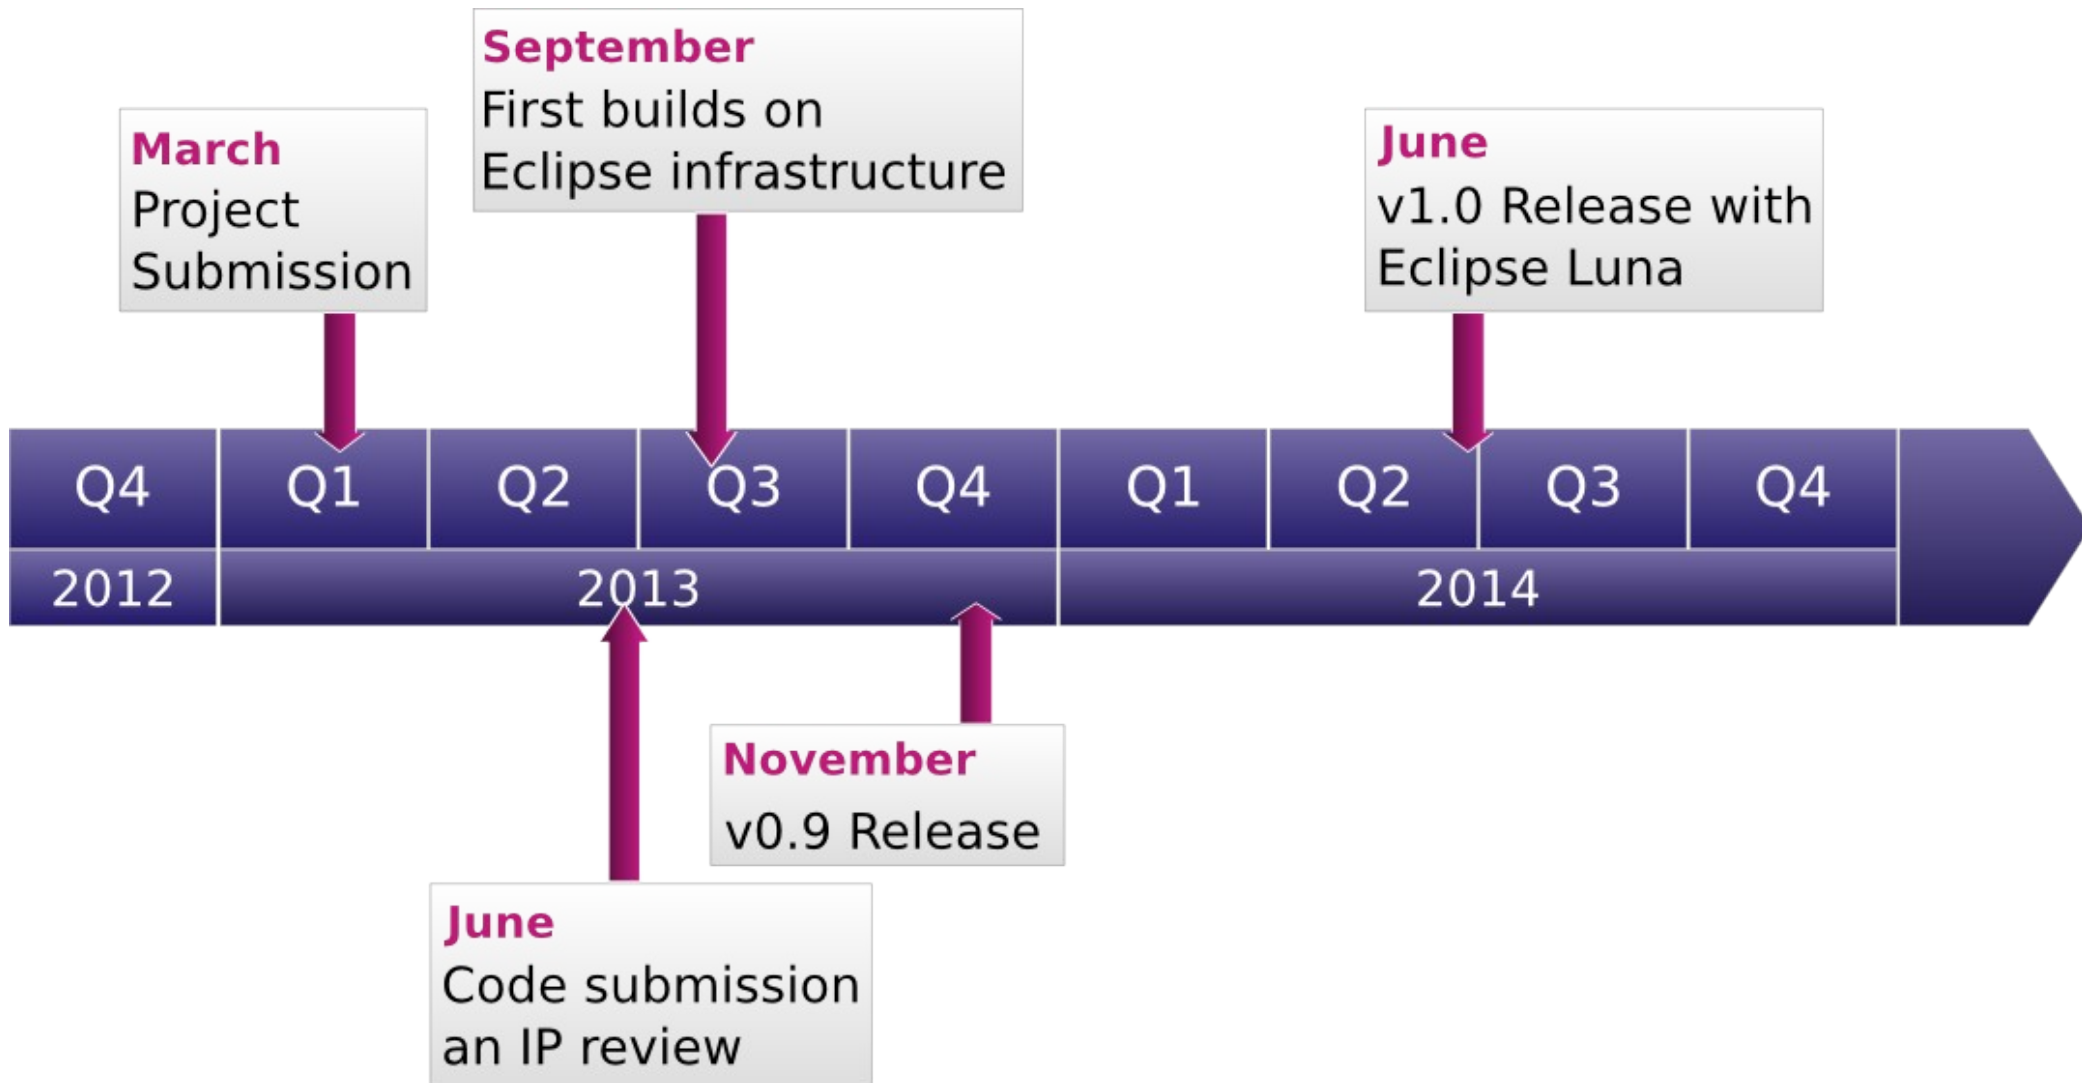 September
First builds on
Eclipse infrastructure
March
Project
Submission
June
v1.0 Release with
Eclipse Luna
Q4 Q1 Q2 Q3 Q4 Q1 Q2 Q3 Q4
2012 2013 2014
November
v0.9 Release
June
Code submission
an IP review